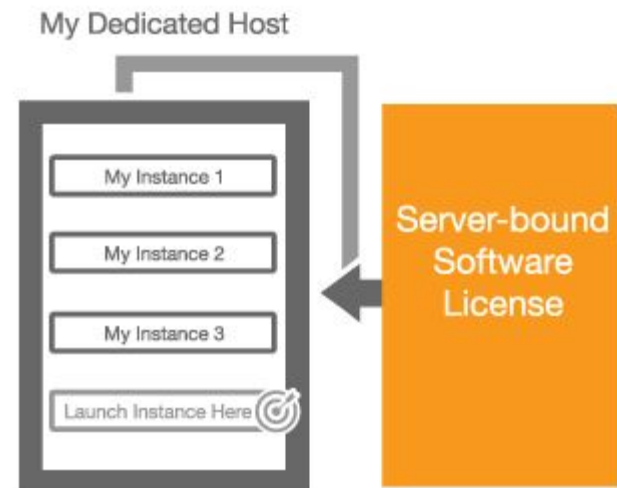 My Dedicated Host
My Instance 1
My Instance 2
My Instance 3
Launch Instance Here
Server-bound
Software
License